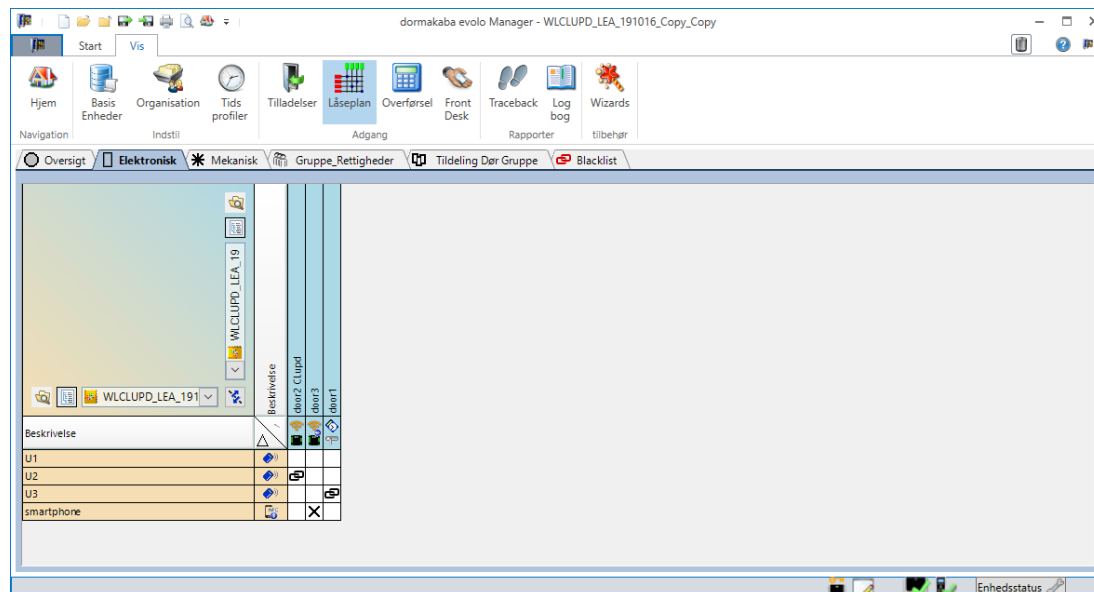 dormakaba evolo Manager - WLCLUPD_LEA_191016_Copy_Copy
Start Vis
Hjem Basis Enheder Organisation Tids profiler Tilladelser Låseplan Overførsel Front Desk Traceback Log bog Wizards
Navigation Indstil Adgang Rapporter tilbehør
Oversigt Elektronisk Mekanisk Gruppe_Rettigheder Tildeling Dør Gruppe Blacklist
WLCLUPD_LEA_19
WLCLUPD_LEA_191
Beskrivelse door2 CLupd door3 door1
Beskrivelse
U1
U2
U3
smartphone
Enhedsstatus